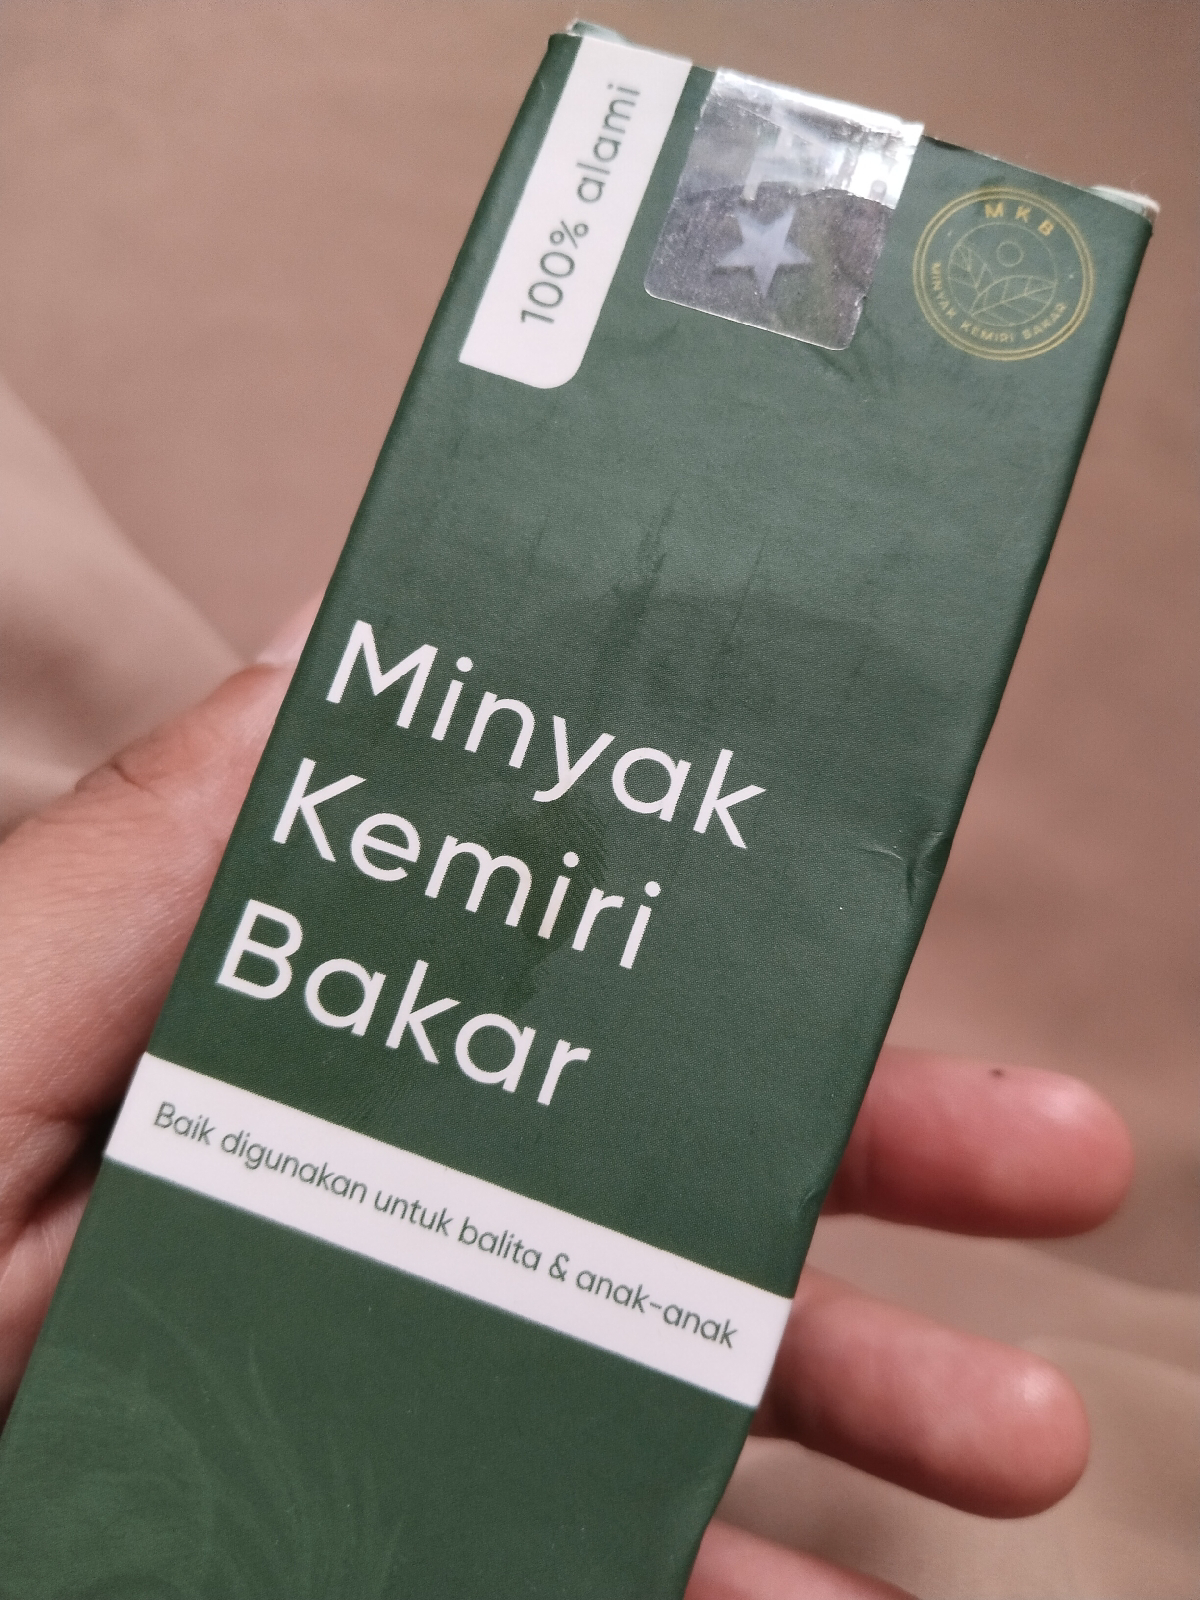 100% alami
MKB
MINYAK KEMIRI BAKAR
Minyak
Kemiri
Bakar
Baik digunakan untuk balita & anak-anak